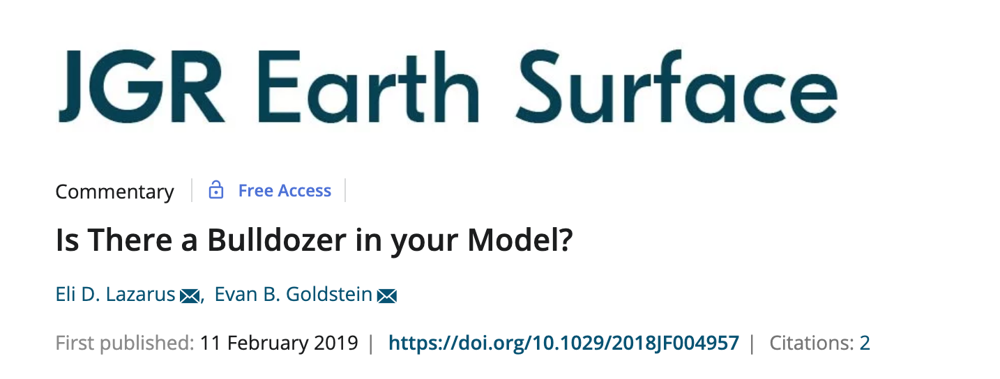 JGR Earth Surface
Commentary | Free Access |
Is There a Bulldozer in your Model?
Eli D. Lazarus, Evan B. Goldstein
First published: 11 February 2019 | https://doi.org/10.1029/2018JF004957 | Citations: 2